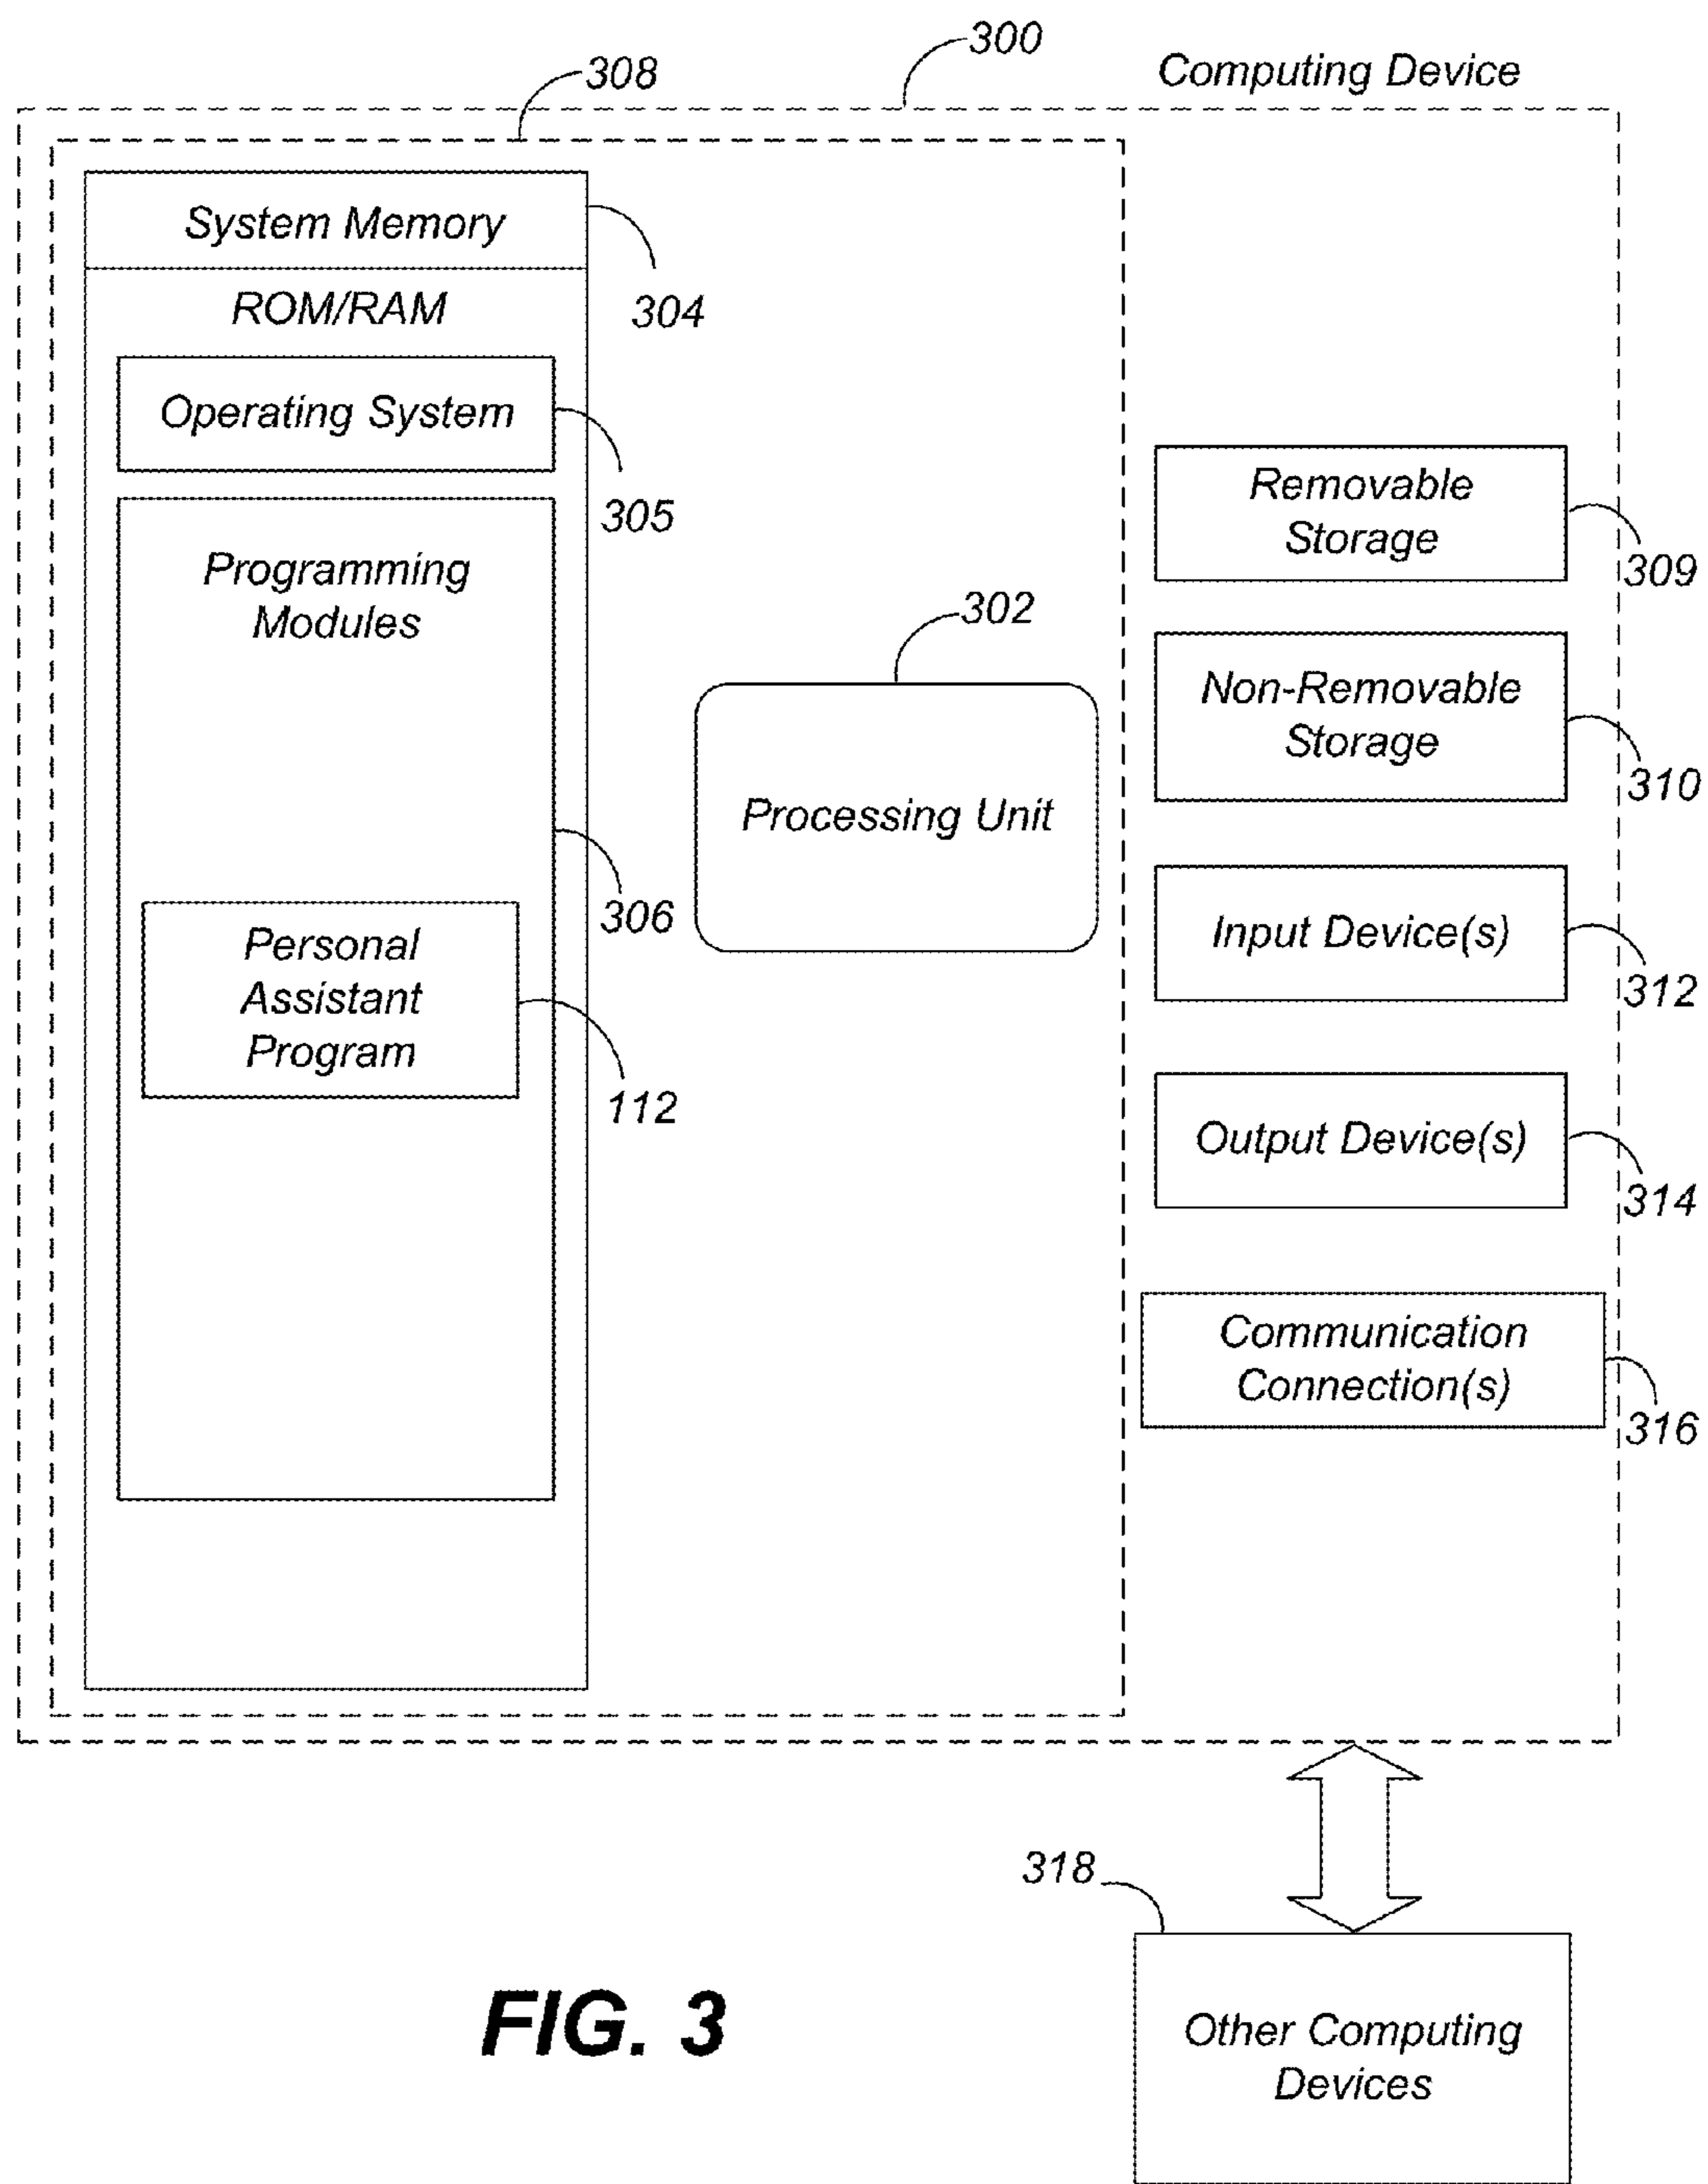 300
308
Computing Device
System Memory
304
ROM/RAM
Operating System
305
Programming
Modules
306
Personal
Assistant
Program
112
302
Processing Unit
Removable
Storage
309
Non-Removable
Storage
310
Input Device(s)
312
Output Device(s)
314
Communication
Connection(s)
316
318
Other Computing
Devices
FIG. 3